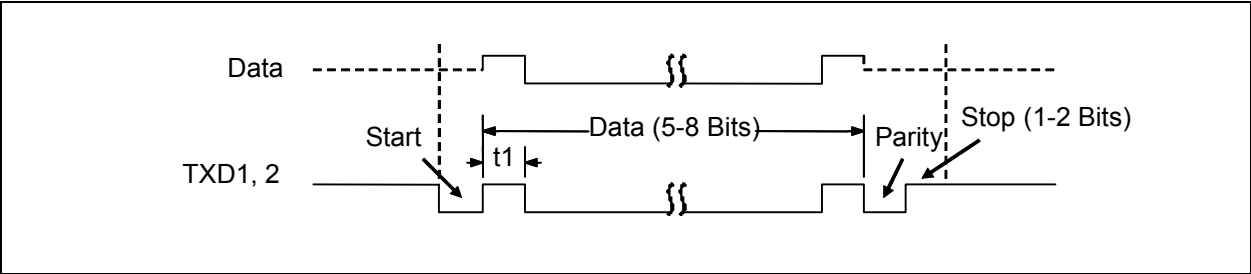 Data
Data (5-8 Bits)
Start
Parity
Stop (1-2 Bits)
t1
TXD1, 2